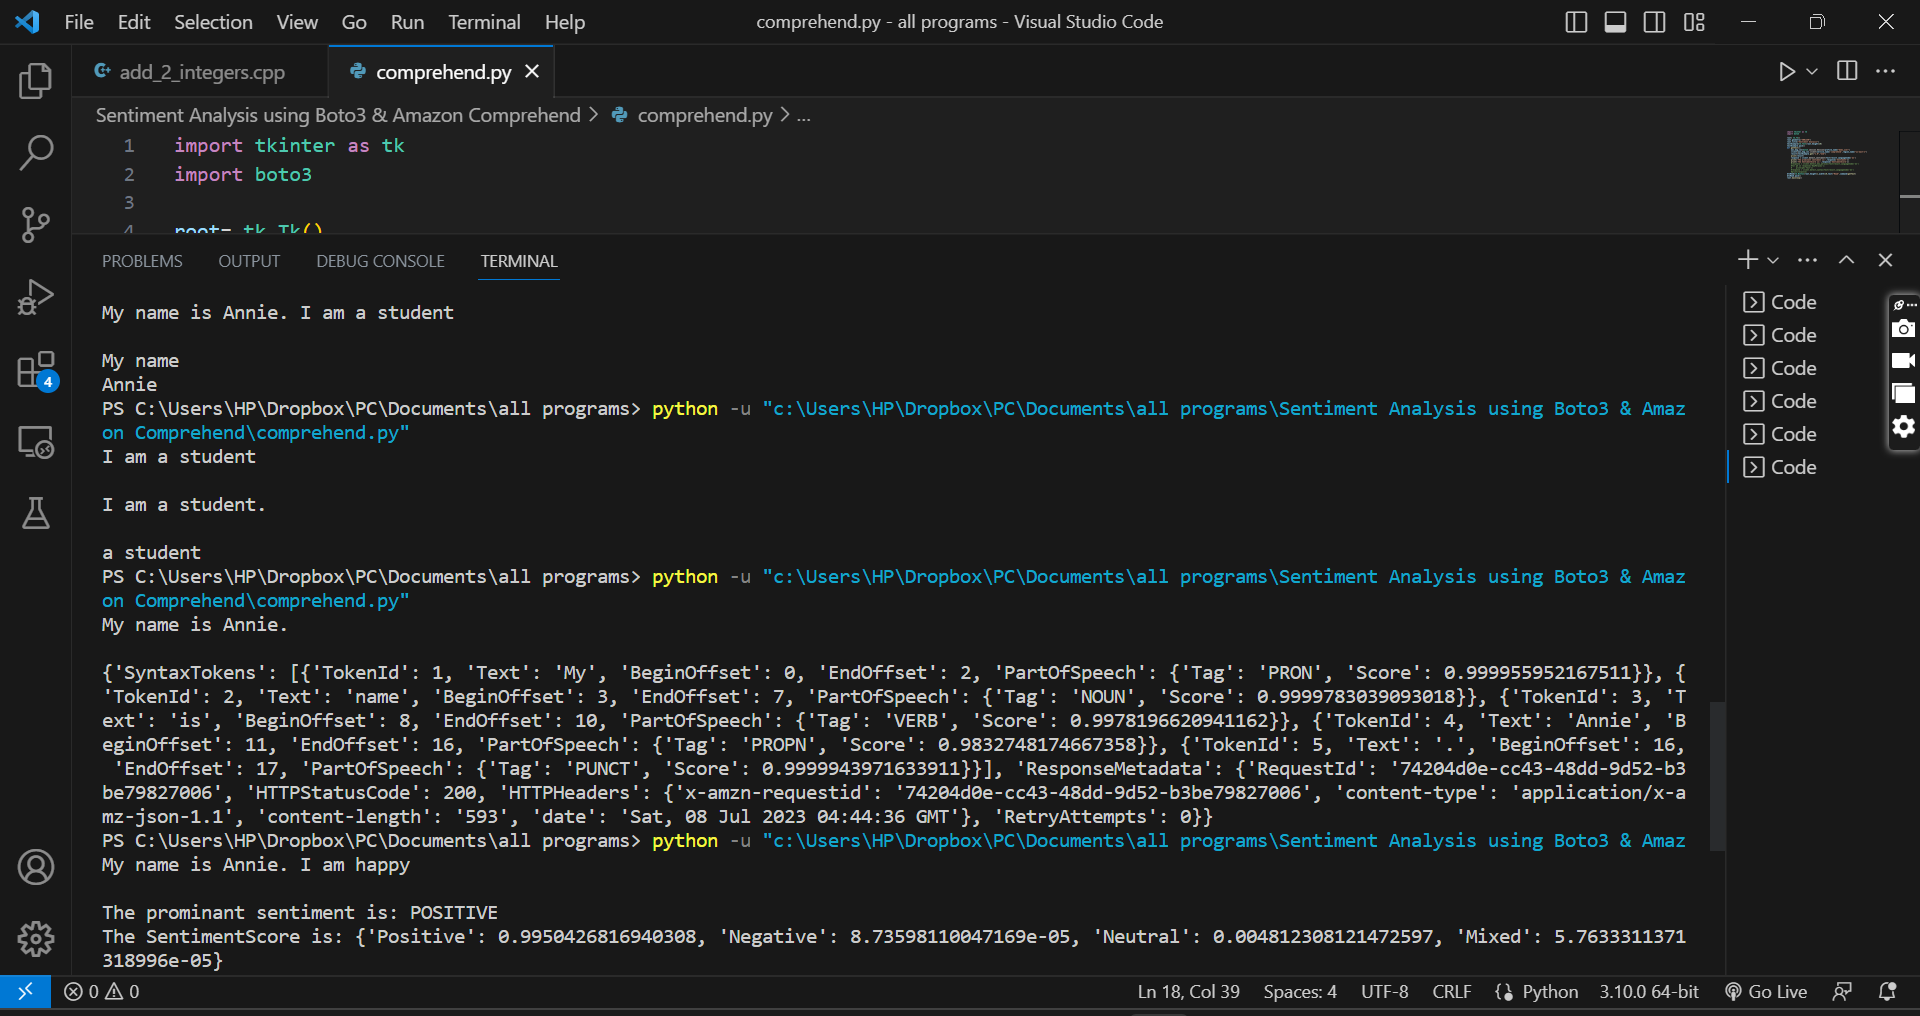 File Edit Selection View Go Run Terminal Help comprehend.py - all programs - Visual Studio Code
add_2_integers.cpp comprehend.py
Sentiment Analysis using Boto3 & Amazon Comprehend > comprehend.py > ...
1 import tkinter as tk
2 import boto3
3
4 root= tk.Tk()
PROBLEMS OUTPUT DEBUG CONSOLE TERMINAL
My name is Annie. I am a student
My name
Annie
PS C:\Users\HP\Dropbox\PC\Documents\all programs> python -u "c:\Users\HP\Dropbox\PC\Documents\all programs\Sentiment Analysis using Boto3 & Amaz
on Comprehend\comprehend.py"
I am a student
I am a student.
a student
PS C:\Users\HP\Dropbox\PC\Documents\all programs> python -u "c:\Users\HP\Dropbox\PC\Documents\all programs\Sentiment Analysis using Boto3 & Amaz
on Comprehend\comprehend.py"
My name is Annie.
{'SyntaxTokens': [{'TokenId': 1, 'Text': 'My', 'BeginOffset': 0, 'EndOffset': 2, 'PartOfSpeech': {'Tag': 'PRON', 'Score': 0.9999559521675110}}, {
'TokenId': 2, 'Text': 'name', 'BeginOffset': 3, 'EndOffset': 7, 'PartOfSpeech': {'Tag': 'NOUN', 'Score': 0.9999783039093018}}, {'TokenId': 3, 'T
ext': 'is', 'BeginOffset': 8, 'EndOffset': 10, 'PartOfSpeech': {'Tag': 'VERB', 'Score': 0.9978196620941162}}, {'TokenId': 4, 'Text': 'Annie', 'B
eginOffset': 11, 'EndOffset': 16, 'PartOfSpeech': {'Tag': 'PROPN', 'Score': 0.9832748174667358}}, {'TokenId': 5, 'Text': '.', 'BeginOffset': 16,
'EndOffset': 17, 'PartOfSpeech': {'Tag': 'PUNCT', 'Score': 0.9999943971633911}}], 'ResponseMetadata': {'RequestId': '74204d0e-cc43-48dd-9d52-b3
be79827006', 'HTTPStatusCode': 200, 'HTTPHeaders': {'x-amzn-requestid': '74204d0e-cc43-48dd-9d52-b3be79827006', 'content-type': 'application/x-a
mz-json-1.1', 'content-length': '593', 'date': 'Sat, 08 Jul 2023 04:44:36 GMT'}, 'RetryAttempts': 0}}
PS C:\Users\HP\Dropbox\PC\Documents\all programs> python -u "c:\Users\HP\Dropbox\PC\Documents\all programs\Sentiment Analysis using Boto3 & Amaz
My name is Annie. I am happy
The prominant sentiment is: POSITIVE
The SentimentScore is: {'Positive': 0.9950426816940308, 'Negative': 8.73598110047169e-05, 'Neutral': 0.004812308121472597, 'Mixed': 5.7633311371
318996e-05}
Code
Code
Code
Code
Code
Code
4
0 0 Ln 18, Col 39 Spaces: 4 UTF-8 CRLF Python 3.10.0 64-bit Go Live